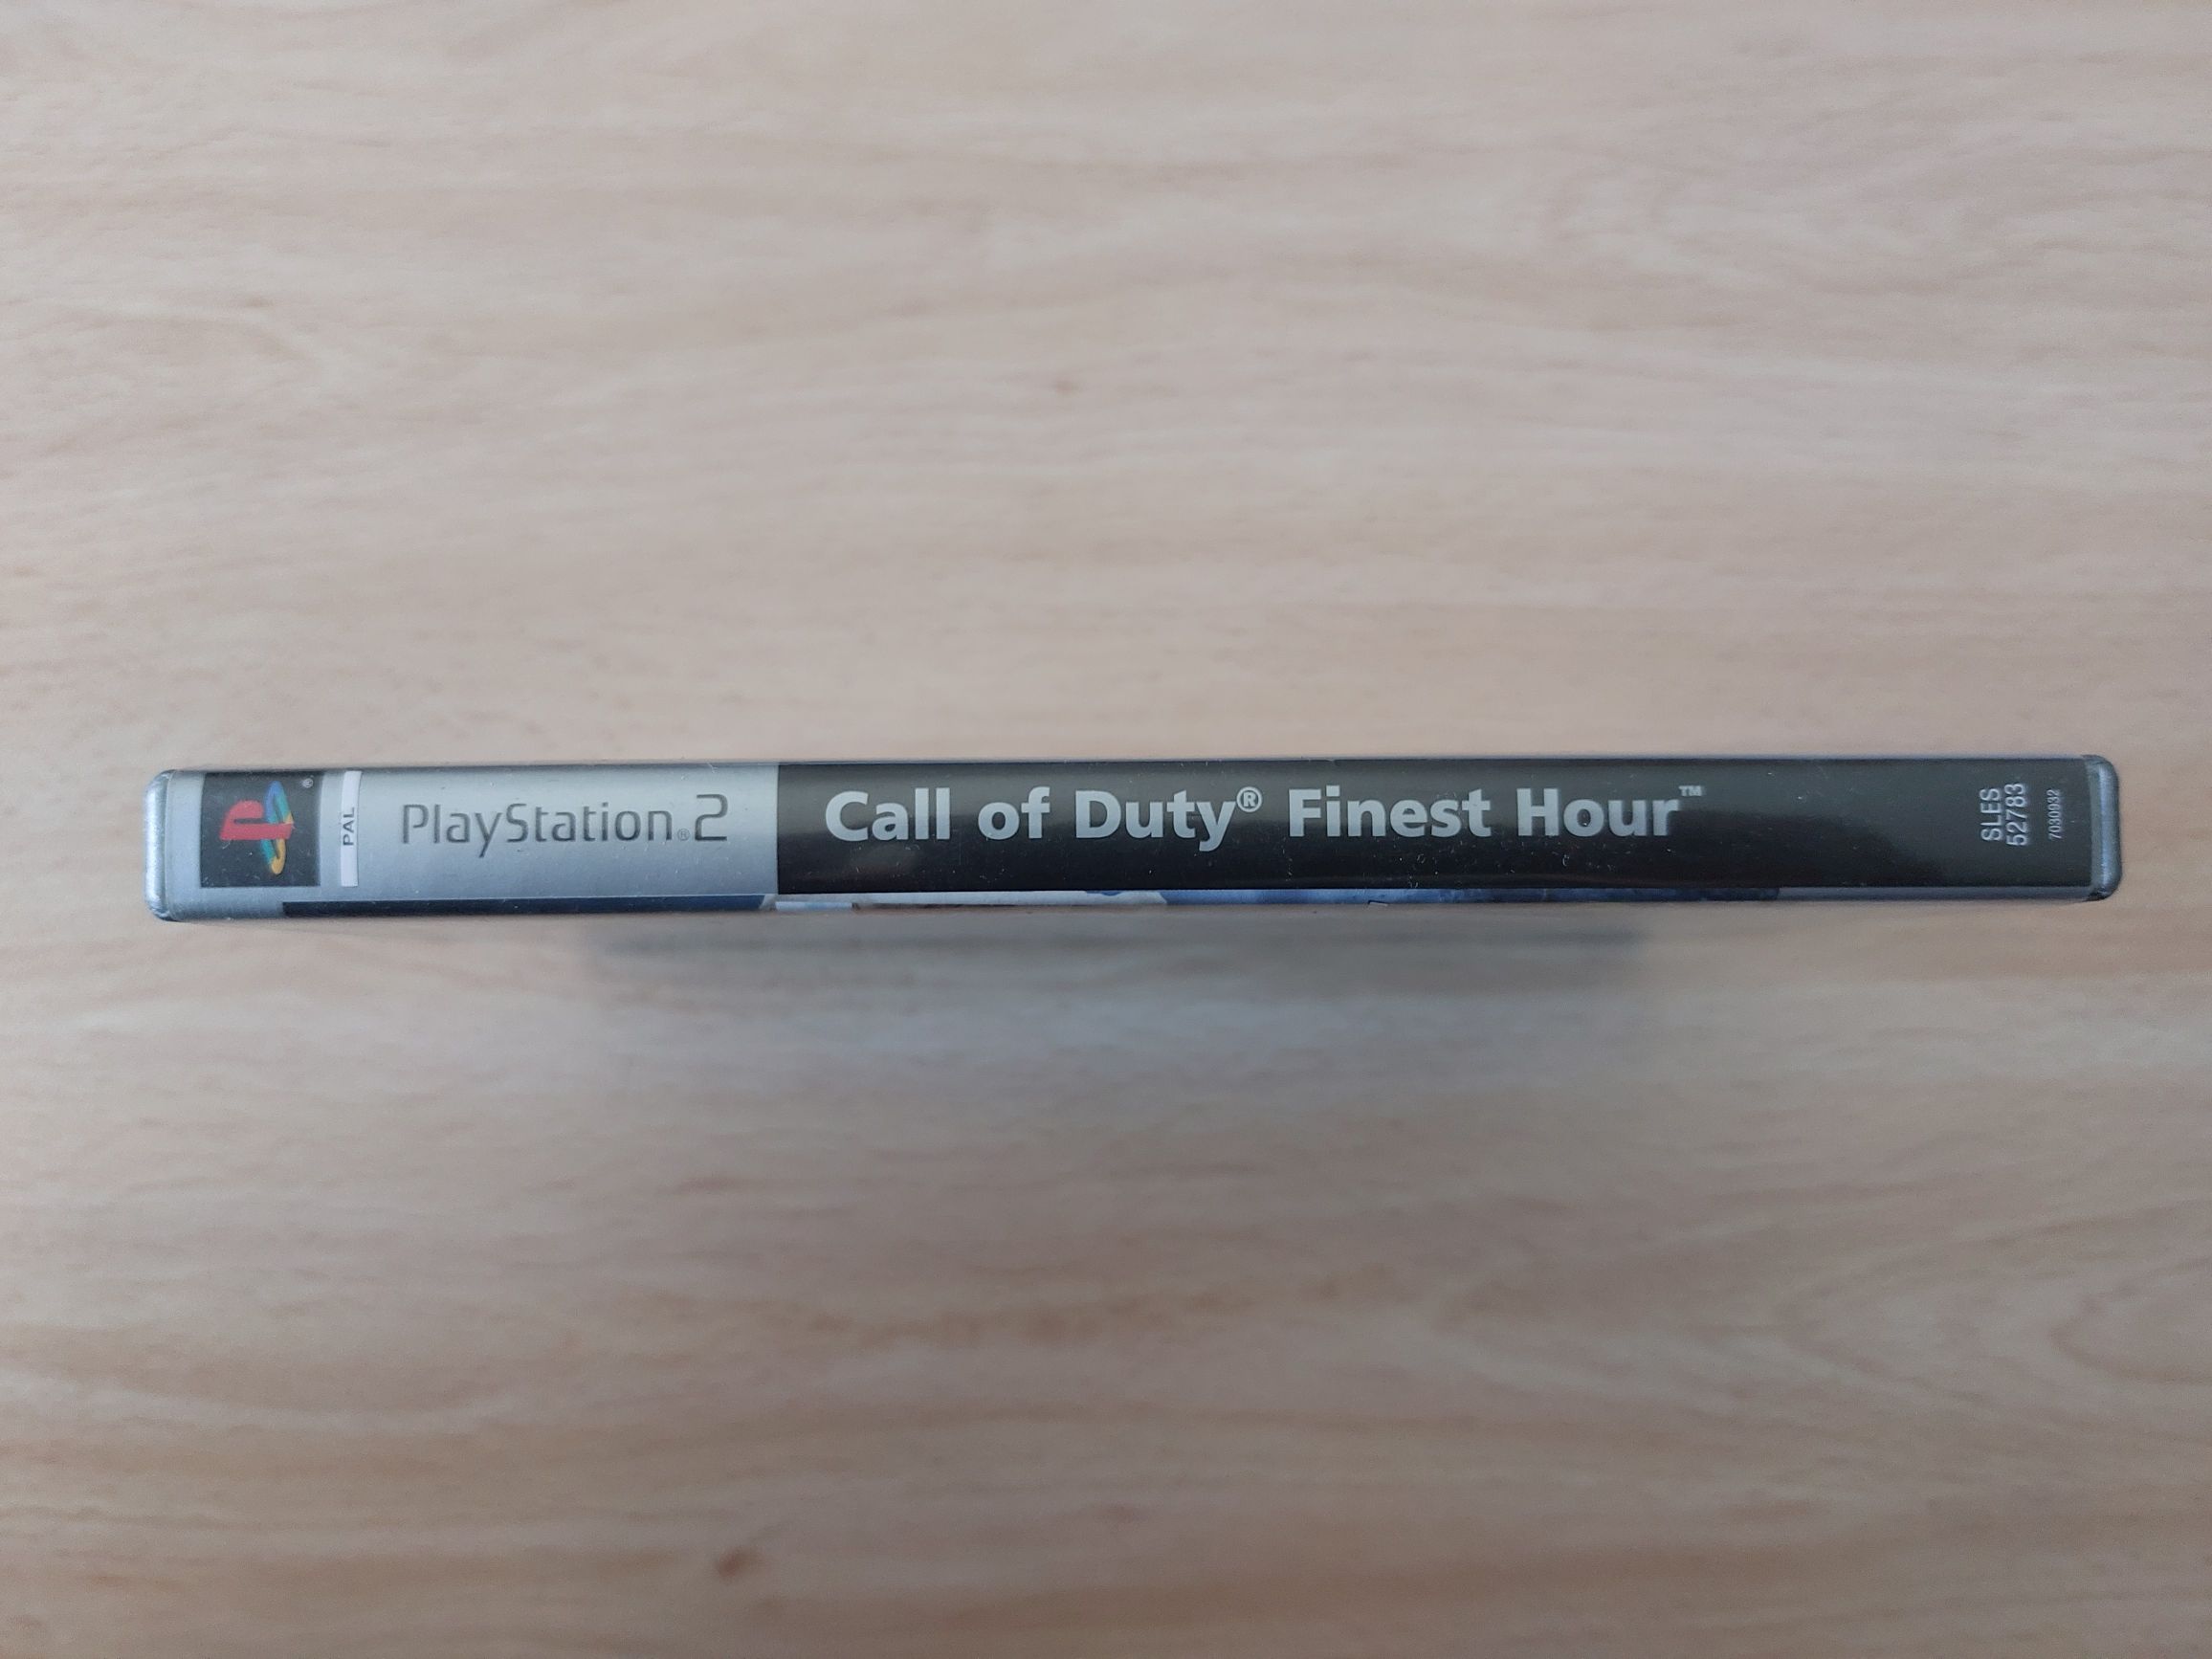 PAL
PlayStation®2
Call of Duty® Finest Hour™
SLES
52783
7030932